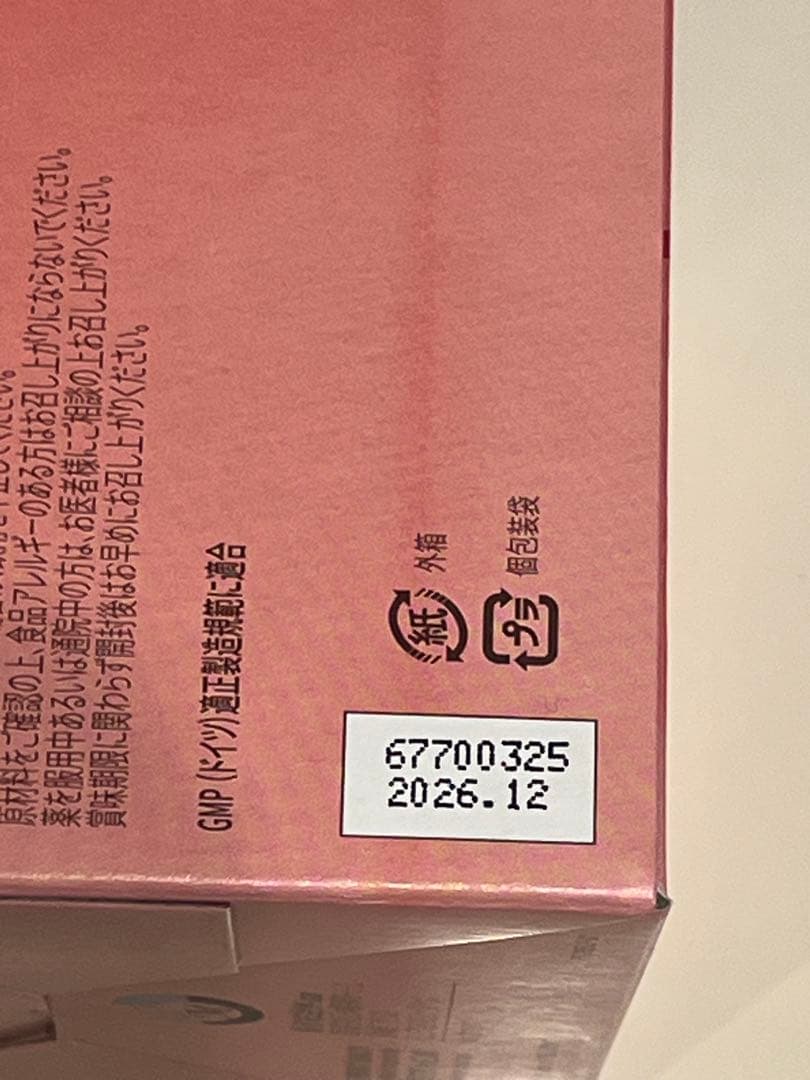 原材料をご確認の上、食品アレルギーのある方はお召し上がりにならないでください。
薬を服用中あるいは通院中の方は、お医者様にご相談の上お召し上がりください。
賞味期限に関わらず開封後はお早めにお召し上がりください。
GMP (ドイツ)適正製造規範に適合
紙 外箱
プラ 個包装袋
67700325
2026.12